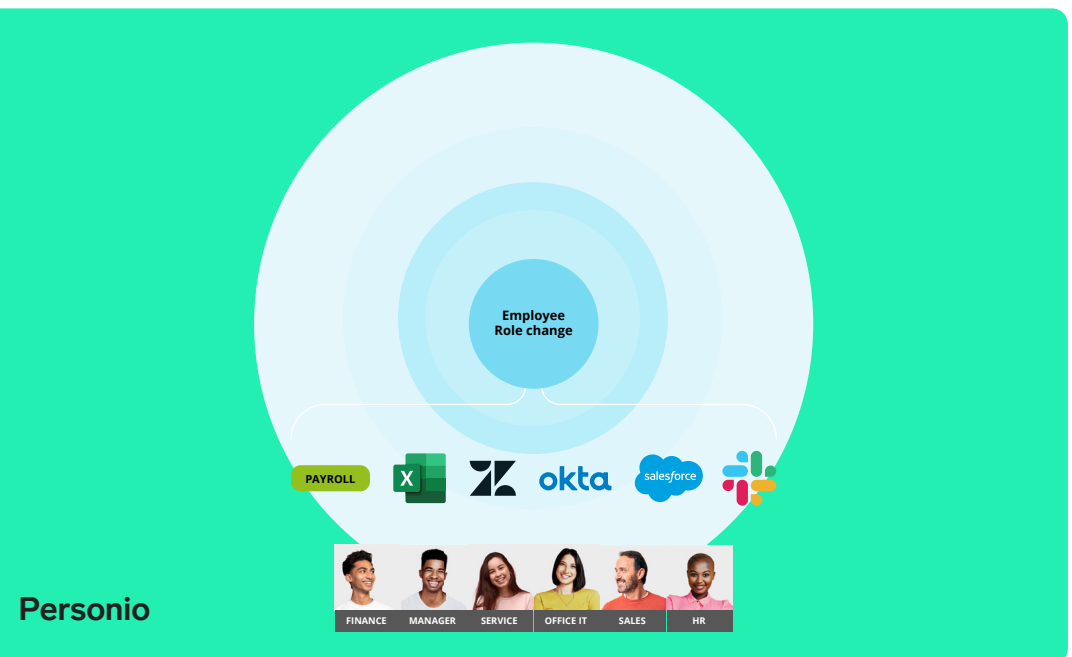 Employee
Role change
PAYROLL
X
okta
salesforce
Personio
FINANCE MANAGER SERVICE OFFICE IT SALES HR